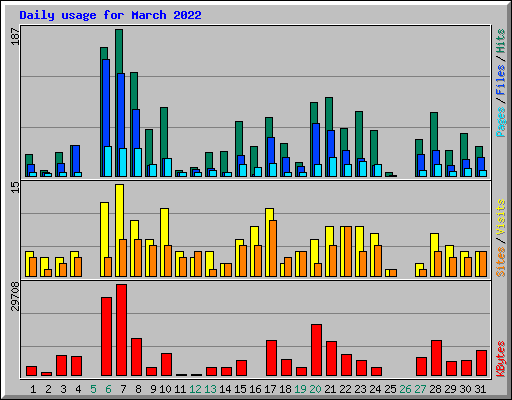 Daily usage for March 2022
187
Pages / Files / Hits
15
Sites / Visits
29708
KBytes
1 2 3 4 5 6 7 8 9 10 11 12 13 14 15 16 17 18 19 20 21 22 23 24 25 26 27 28 29 30 31